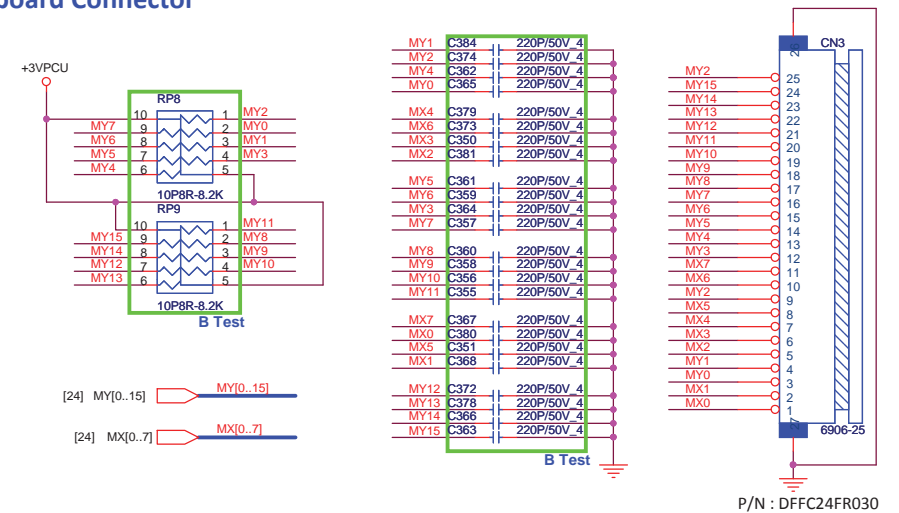 board Connector
+3VPCU
RP8
10 1 MY2
MY7 9 2 MY0
MY6 8 3 MY1
MY5 7 4 MY3
MY4 6 5
10P8R-8.2K
RP9
10 1 MY11
MY15 9 2 MY8
MY14 8 3 MY9
MY12 7 4 MY10
MY13 6 5
10P8R-8.2K
B Test
[24] MY[0..15] MY[0..15]
[24] MX[0..7] MX[0..7]
MY1 C384 220P/50V_4
MY2 C374 220P/50V_4
MY4 C362 220P/50V_4
MY0 C365 220P/50V_4
MX4 C379 220P/50V_4
MX6 C373 220P/50V_4
MX3 C350 220P/50V_4
MX2 C381 220P/50V_4
MY5 C361 220P/50V_4
MY6 C359 220P/50V_4
MY3 C364 220P/50V_4
MY7 C357 220P/50V_4
MY8 C360 220P/50V_4
MY9 C358 220P/50V_4
MY10 C356 220P/50V_4
MY11 C355 220P/50V_4
MX7 C367 220P/50V_4
MX0 C380 220P/50V_4
MX5 C351 220P/50V_4
MX1 C368 220P/50V_4
MY12 C372 220P/50V_4
MY13 C378 220P/50V_4
MY14 C366 220P/50V_4
MY15 C363 220P/50V_4
B Test
CN3
26
MY2 25
MY15 24
MY14 23
MY13 22
MY12 21
MY11 20
MY10 19
MY9 18
MY8 17
MY7 16
MY6 15
MY5 14
MY4 13
MY3 12
MX7 11
MX6 10
MY2 9
MX5 8
MX4 7
MX3 6
MX2 5
MY1 4
MY0 3
MX1 2
MX0 1
27
6906-25
P/N : DFFC24FR030